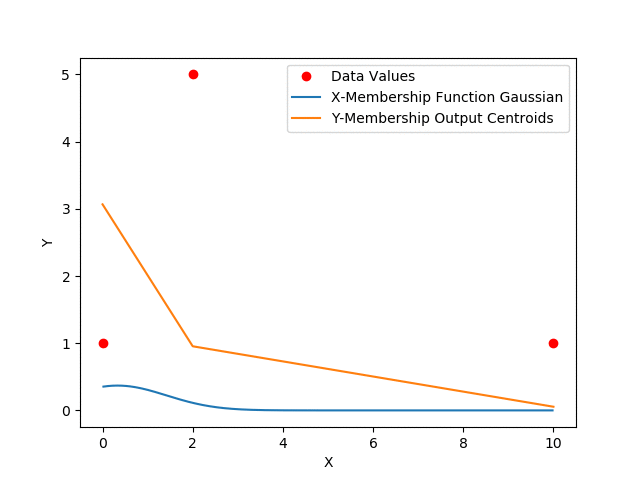 Data Values
X-Membership Function Gaussian
Y-Membership Output Centroids
5
4
3
2
1
0
Y
0 2 4 6 8 10
X